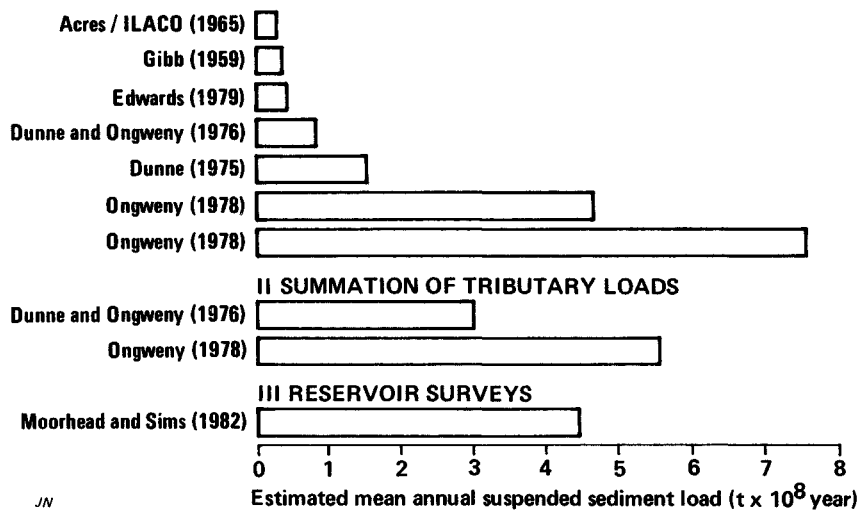 Acres / ILACO (1965)
Gibb (1959)
Edwards (1979)
Dunne and Ongweny (1976)
Dunne (1975)
Ongweny (1978)
Ongweny (1978)
II SUMMATION OF TRIBUTARY LOADS
Dunne and Ongweny (1976)
Ongweny (1978)
III RESERVOIR SURVEYS
Moorhead and Sims (1982)
0 1 2 3 4 5 6 7 8
JN Estimated mean annual suspended sediment load (t x 10⁸ year)